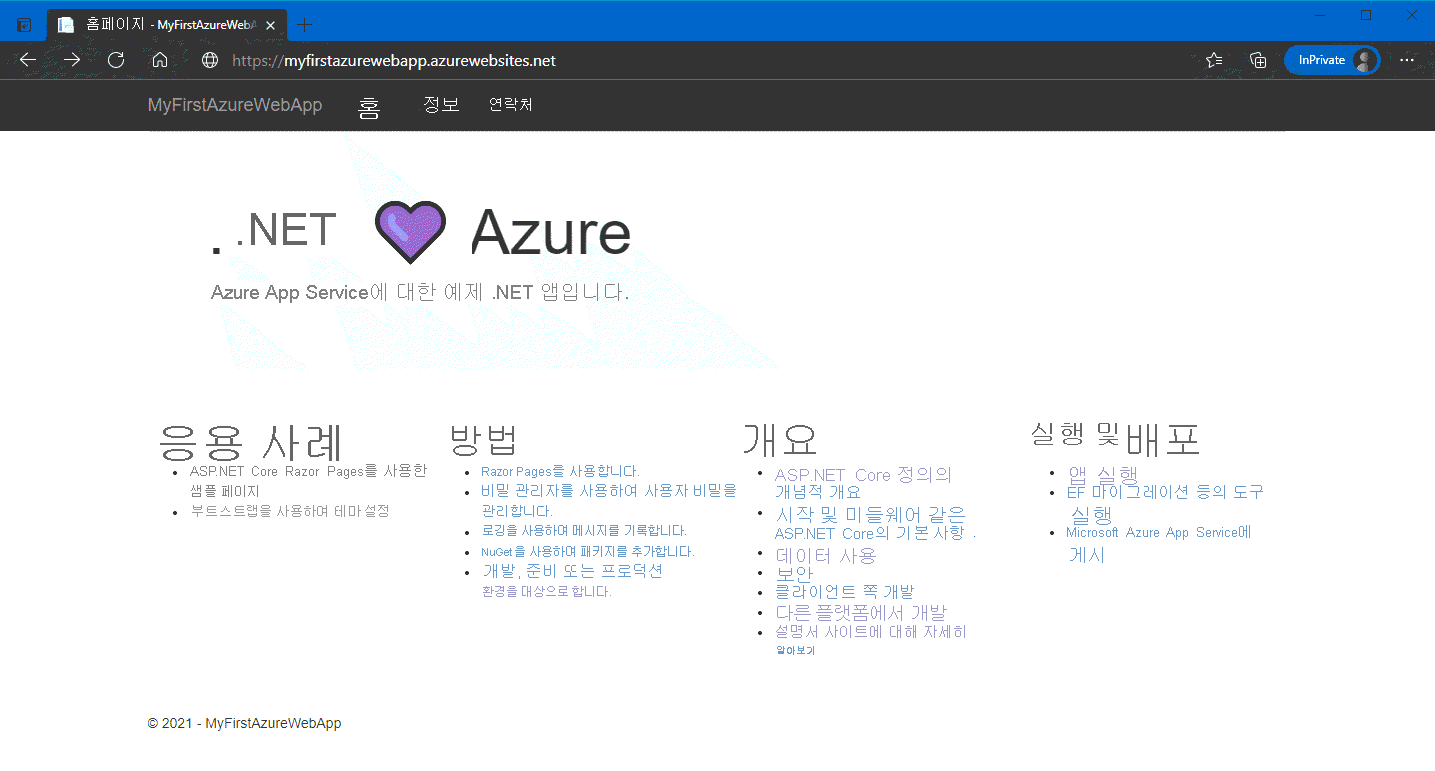 홈페이지 - MyFirstAzureWebA
https://myfirstazurewebapp.azurewebsites.net
InPrivate
MyFirstAzureWebApp 홈 정보 연락처
. .NET 💜 Azure
Azure App Service에 대한 예제 .NET 앱입니다.
응용 사례
ASP.NET Core Razor Pages를 사용한
샘플 페이지
부트스트랩을 사용하여 테마 설정
방법
Razor Pages를 사용합니다.
비밀 관리자를 사용하여 사용자 비밀을
관리합니다.
로깅을 사용하여 메시지를 기록합니다.
NuGet을 사용하여 패키지를 추가합니다.
개발, 준비 또는 프로덕션
환경을 대상으로 합니다.
개요
ASP.NET Core 정의의
개념적 개요
시작 및 미들웨어 같은
ASP.NET Core의 기본 사항 .
데이터 사용
보안
클라이언트 쪽 개발
다른 플랫폼에서 개발
설명서 사이트에 대해 자세히
알아보기
실행 및 배포
앱 실행
EF 마이그레이션 등의 도구
실행
Microsoft Azure App Service에
게시
© 2021 - MyFirstAzureWebApp